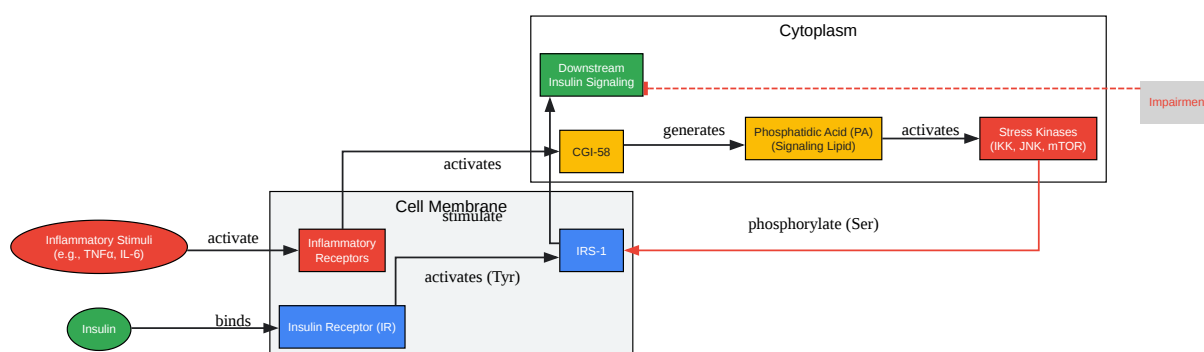 Cytoplasm
Downstream
Insulin Signaling
Impairmen
generates
Phosphatidic Acid (PA)
(Signaling Lipid)
activates
Stress Kinases
(IKK, JNK, mTOR)
CGI-58
activates
Cell Membrane
stimulate
phosphorylate (Ser)
Inflammatory Stimuli
(e.g., TNFα, IL-6)
activate
Inflammatory
Receptors
IRS-1
activates (Tyr)
Insulin
binds
Insulin Receptor (IR)